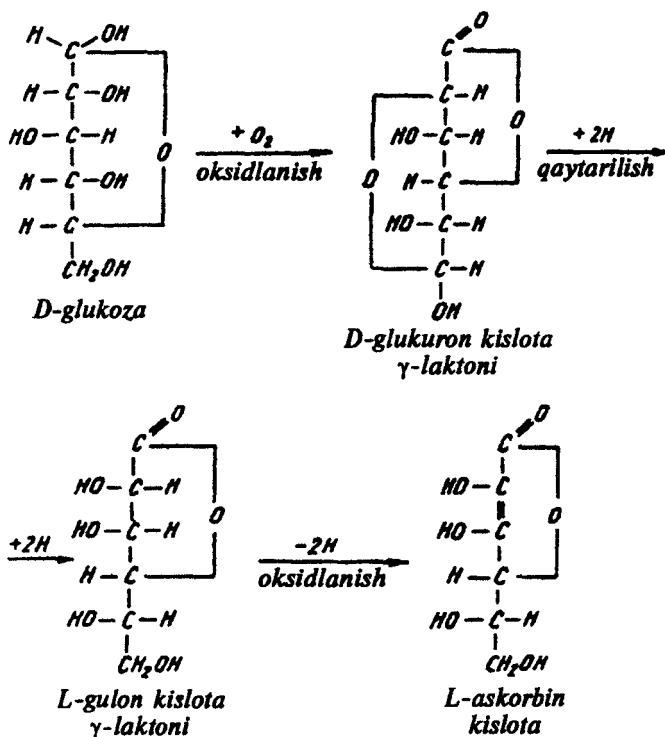 H OH
C
H—C—OH
HO—C—H
O
H—C—OH
H—C
CH₂OH
D-glukoza
+ O₂
oksidlanish
O
C
C—H
HO—C—H
O
O
H—C
HO—C—H
C—H
OH
D-glukuron kislota
γ-laktoni
+2H
qaytarilish
+2H
O
C
HO—C—H
HO—C—H
O
H—C
HO—C—H
CH₂OH
L-gulon kislota
γ-laktoni
-2H
oksidlanish
O
C
HO—C
HO—C
O
H—C
HO—C—H
CH₂OH
L-askorbin
kislota